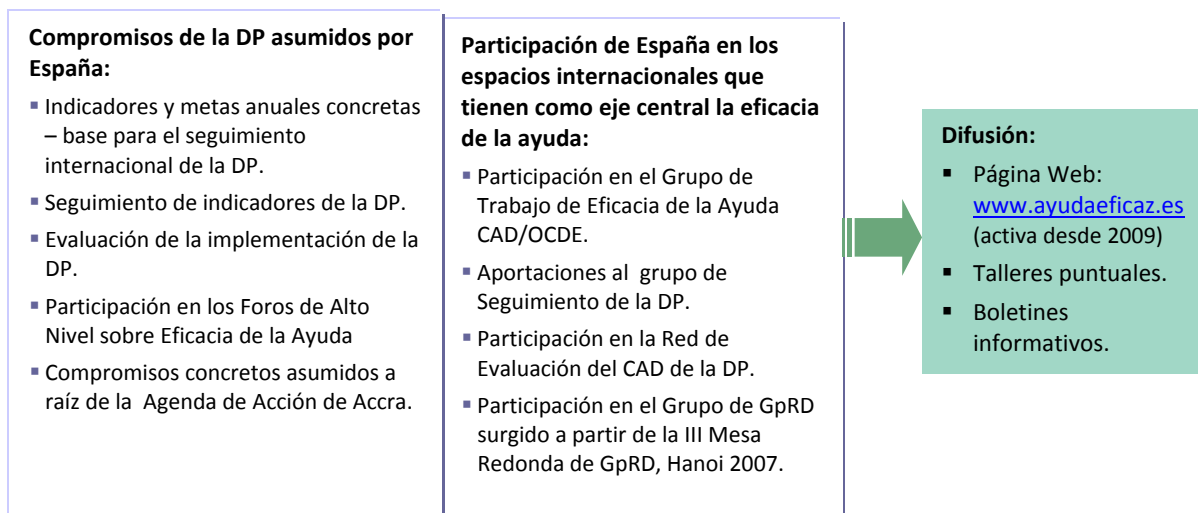 Compromisos de la DP asumidos por
España:
▪ Indicadores y metas anuales concretas
– base para el seguimiento
internacional de la DP.
▪ Seguimiento de indicadores de la DP.
▪ Evaluación de la implementación de la
DP.
▪ Participación en los Foros de Alto
Nivel sobre Eficacia de la Ayuda
▪ Compromisos concretos asumidos a
raíz de la Agenda de Acción de Accra.
Participación de España en los
espacios internacionales que
tienen como eje central la eficacia
de la ayuda:
▪ Participación en el Grupo de
Trabajo de Eficacia de la Ayuda
CAD/OCDE.
▪ Aportaciones al grupo de
Seguimiento de la DP.
▪ Participación en la Red de
Evaluación del CAD de la DP.
▪ Participación en el Grupo de GpRD
surgido a partir de la III Mesa
Redonda de GpRD, Hanoi 2007.
Difusión:
▪ Página Web:
www.ayudaeficaz.es
(activa desde 2009)
▪ Talleres puntuales.
▪ Boletines
informativos.